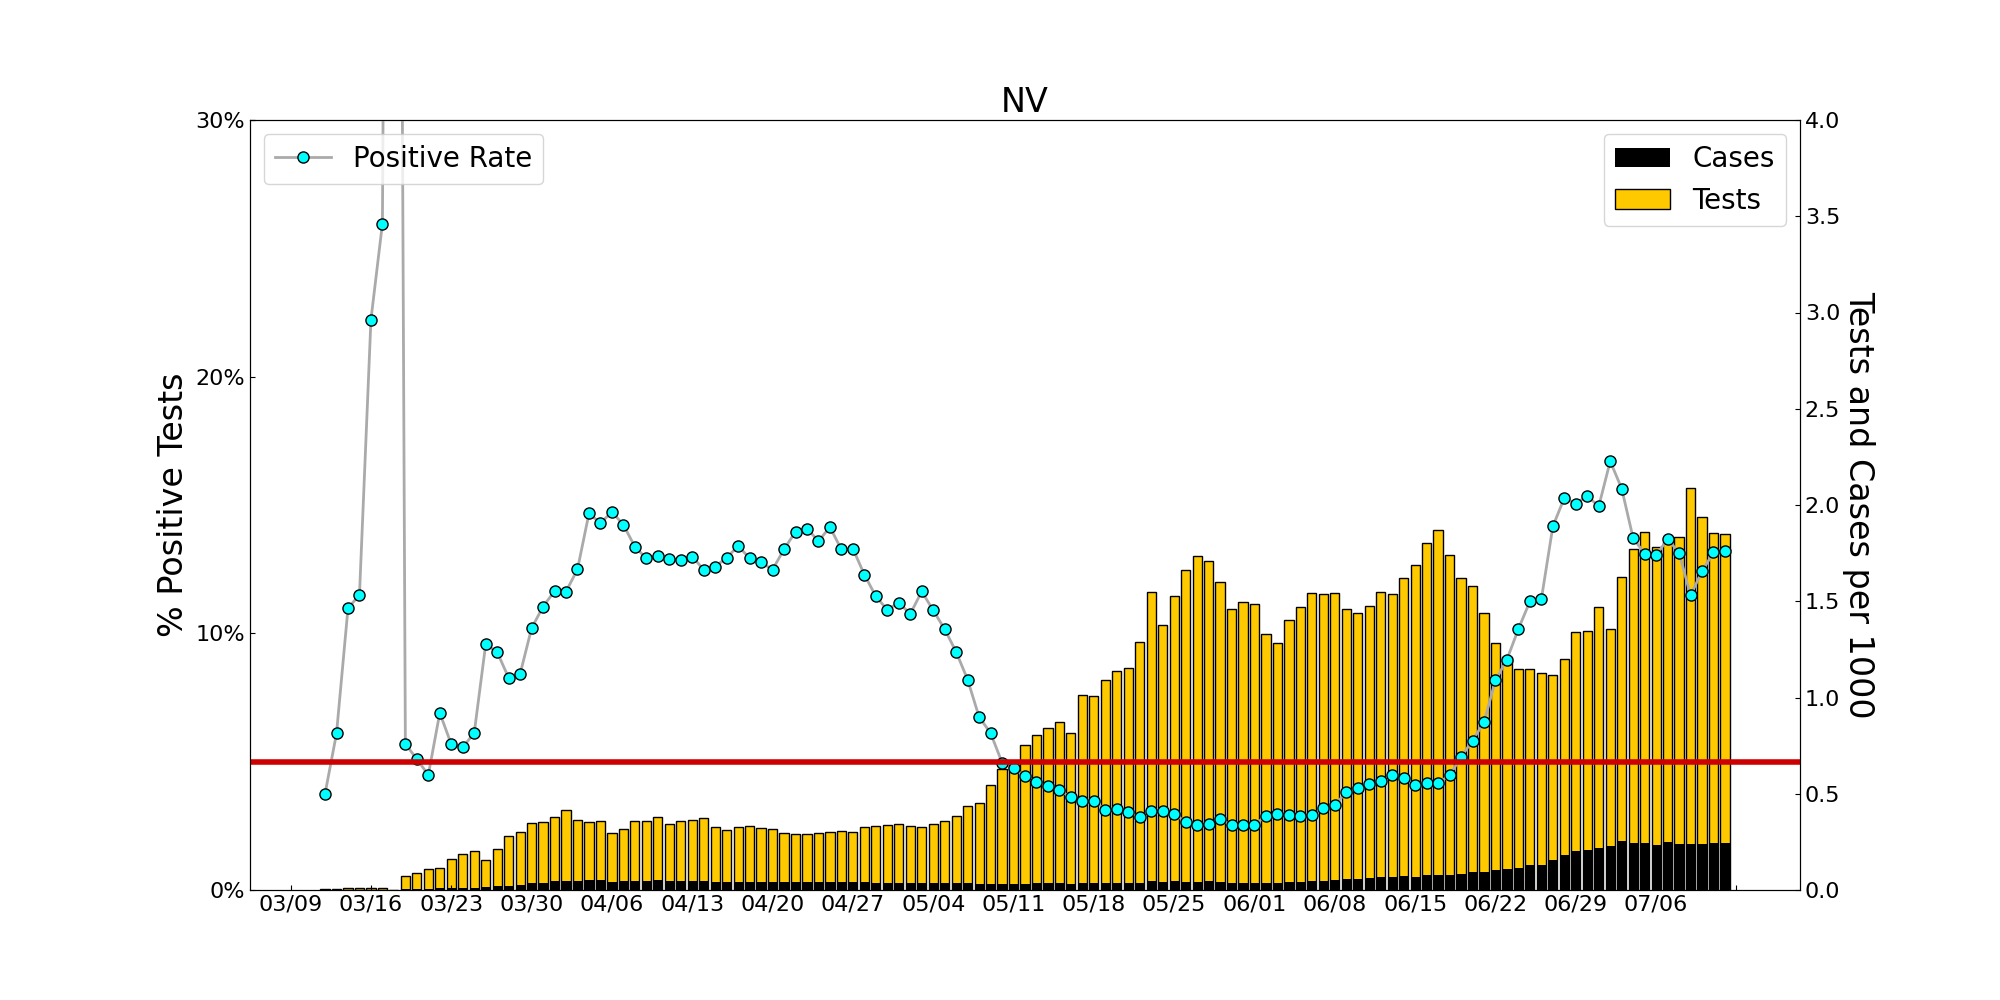 NV
30%
20%
10%
0%
% Positive Tests
Positive Rate
Cases
Tests
4.0
3.5
3.0
2.5
2.0
1.5
1.0
0.5
0.0
Tests and Cases per 1000
03/09 03/16 03/23 03/30 04/06 04/13 04/20 04/27 05/04 05/11 05/18 05/25 06/01 06/08 06/15 06/22 06/29 07/06